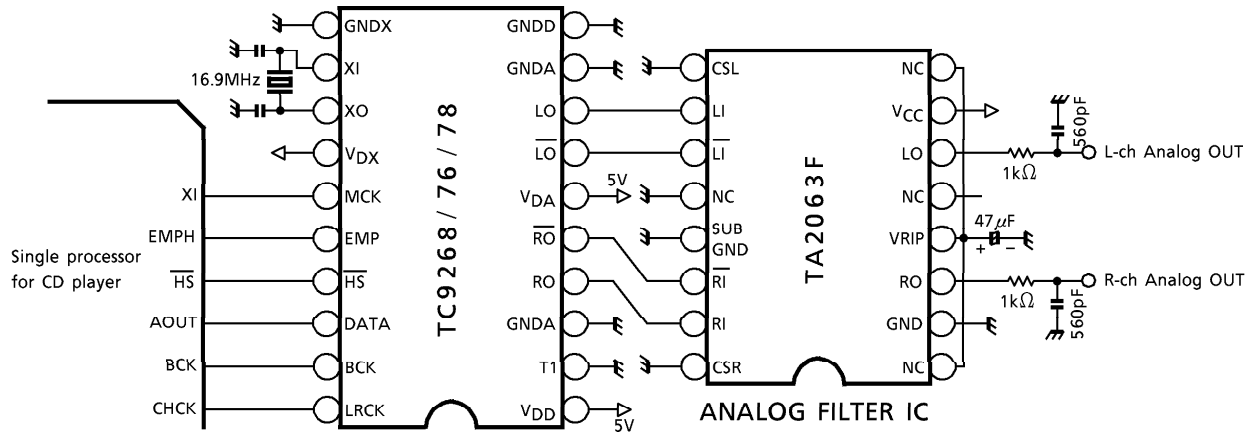 Single processor
for CD player
XI
EMPH
HS
AOUT
BCK
CHCK
16.9MHz
GNDX
XI
XO
VDX
MCK
EMP
HS
DATA
BCK
LRCK
TC9268/76/78
GNDD
GNDA
LO
LO
VDA
5V
RO
RO
GNDA
T1
VDD
5V
CSL
LI
LI
NC
SUB
GND
RI
RI
CSR
TA2063F
NC
VCC
LO
NC
VRIP
RO
GND
NC
ANALOG FILTER IC
560pF
1kΩ
L-ch Analog OUT
47μF
+ −
1kΩ
R-ch Analog OUT
560pF